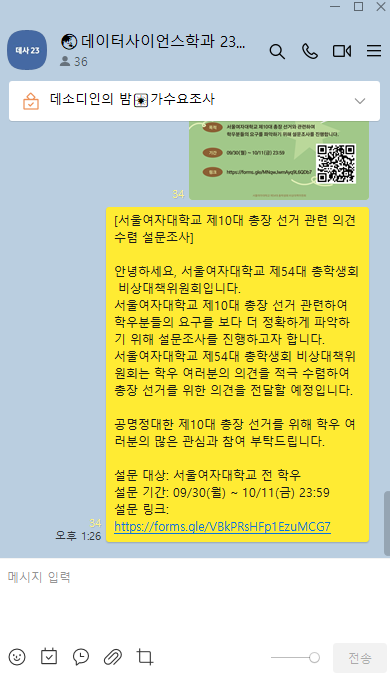 데사 23
데이터사이언스학과 23...
36
데소디인의 밤 가수요조사
서울여자대학교 제10대 총장 선거와 관련하여
학우분들의 요구를 파악하기 위해 설문조사를 진행합니다.
기간 09/30(월) ~ 10/11(금) 23:59
링크
34
[서울여자대학교 제10대 총장 선거 관련 의견
수렴 설문조사]
안녕하세요, 서울여자대학교 제54대 총학생회
비상대책위원회입니다.
서울여자대학교 제10대 총장 선거 관련하여
학우분들의 요구를 보다 더 정확하게 파악하
기 위해 설문조사를 진행하고자 합니다.
서울여자대학교 제54대 총학생회 비상대책위
원회는 학우 여러분의 의견을 적극 수렴하여
총장 선거를 위한 의견을 전달할 예정입니다.
공명정대한 제10대 총장 선거를 위해 학우 여
러분의 많은 관심과 참여 부탁드립니다.
설문 대상: 서울여자대학교 전 학우
설문 기간: 09/30(월) ~ 10/11(금) 23:59
설문 링크:
https://forms.gle/VBkPRsHFp1EzuMCG7
34
오후 1:26
메시지 입력
전송